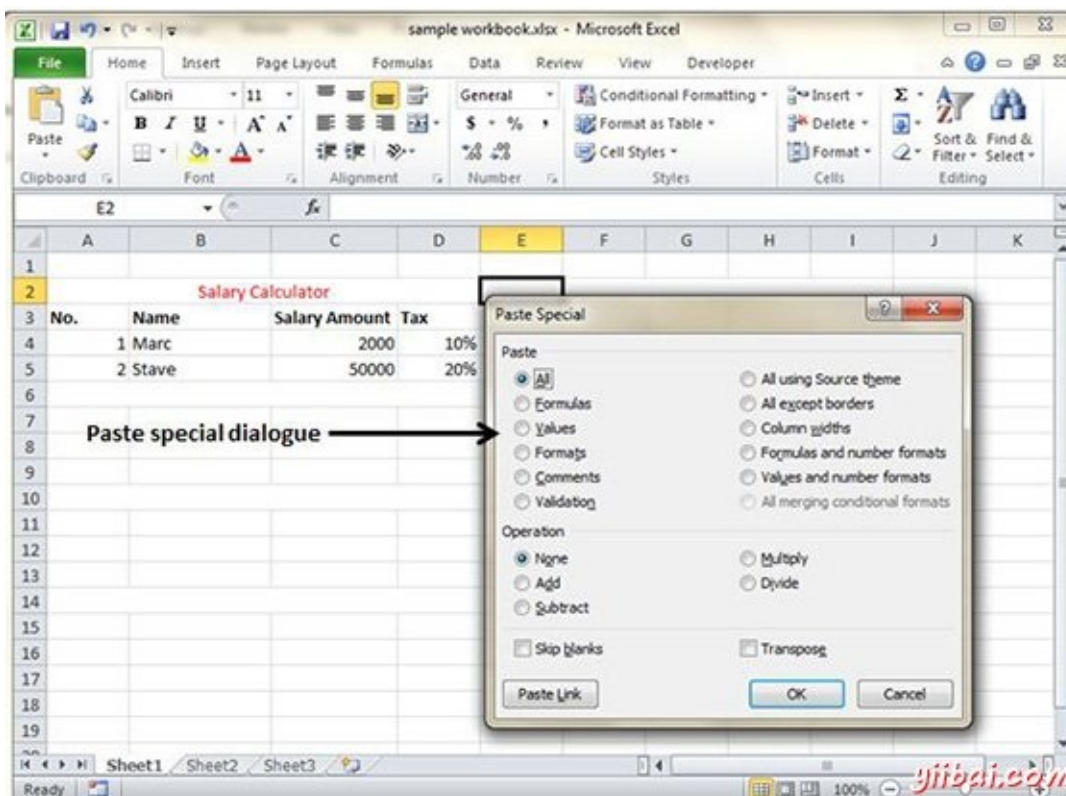 sample workbook.xlsx - Microsoft Excel
File Home Insert Page Layout Formulas Data Review View Developer
Calibri 11 General Conditional Formatting Insert Σ
Paste B I U A A $ % , Format as Table Delete Sort & Find &
Cell Styles Format Filter Select
Clipboard Font Alignment Number Styles Cells Editing
E2 fx
A B C D E F G H I J K
1
2 Salary Calculator
3 No. Name Salary Amount Tax
4 1 Marc 2000 10%
5 2 Stave 50000 20%
6
7
8
9
10
11
12
13
14
15
16
17
18
19
Paste special dialogue
Paste Special
Paste
All All using Source theme
Formulas All except borders
Values Column widths
Formats Formulas and number formats
Comments Values and number formats
Validation All merging conditional formats
Operation
None Multiply
Add Divide
Subtract
Skip blanks Transpose
Paste Link OK Cancel
Sheet1 Sheet2 Sheet3
Ready 100%
yiibai.com